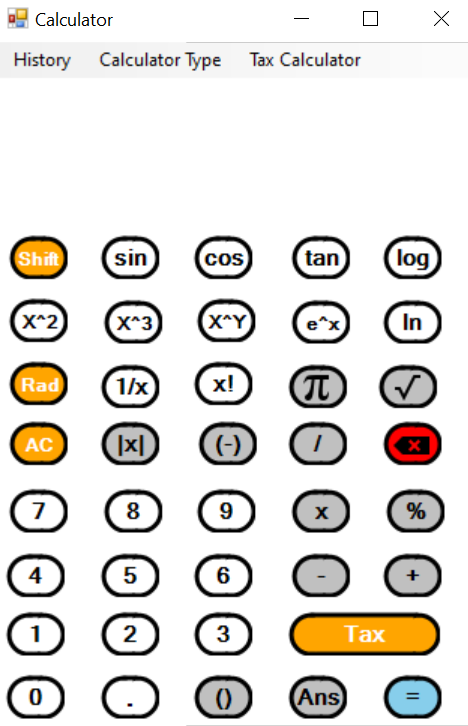 Calculator
History Calculator Type Tax Calculator
Shift sin cos tan log
X^2 X^3 X^Y e^x ln
Rad 1/x x! π √
AC |x| (-) / x
7 8 9 x %
4 5 6 - +
1 2 3 Tax
0 . () Ans =